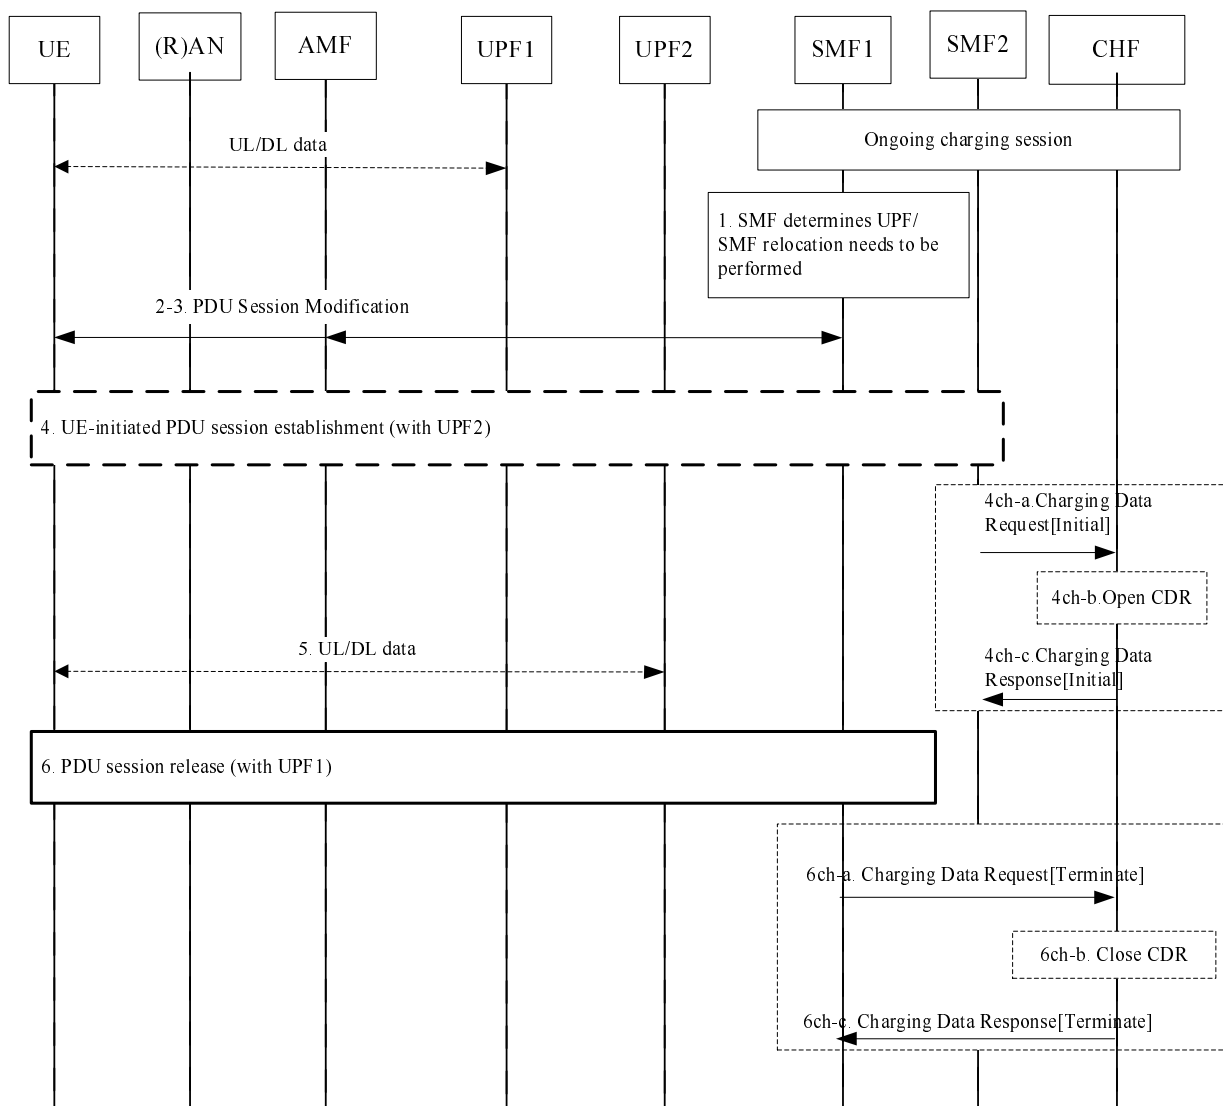 UE
(R)AN
AMF
UPF1
UPF2
SMF1
SMF2
CHF
Ongoing charging session
UL/DL data
1. SMF determines UPF/
SMF relocation needs to be
performed
2-3. PDU Session Modification
4. UE-initiated PDU session establishment (with UPF2)
4ch-a.Charging Data
Request[Initial]
4ch-b.Open CDR
5. UL/DL data
4ch-c.Charging Data
Response[Initial]
6. PDU session release (with UPF1)
6ch-a. Charging Data Request[Terminate]
6ch-b. Close CDR
6ch-c. Charging Data Response[Terminate]